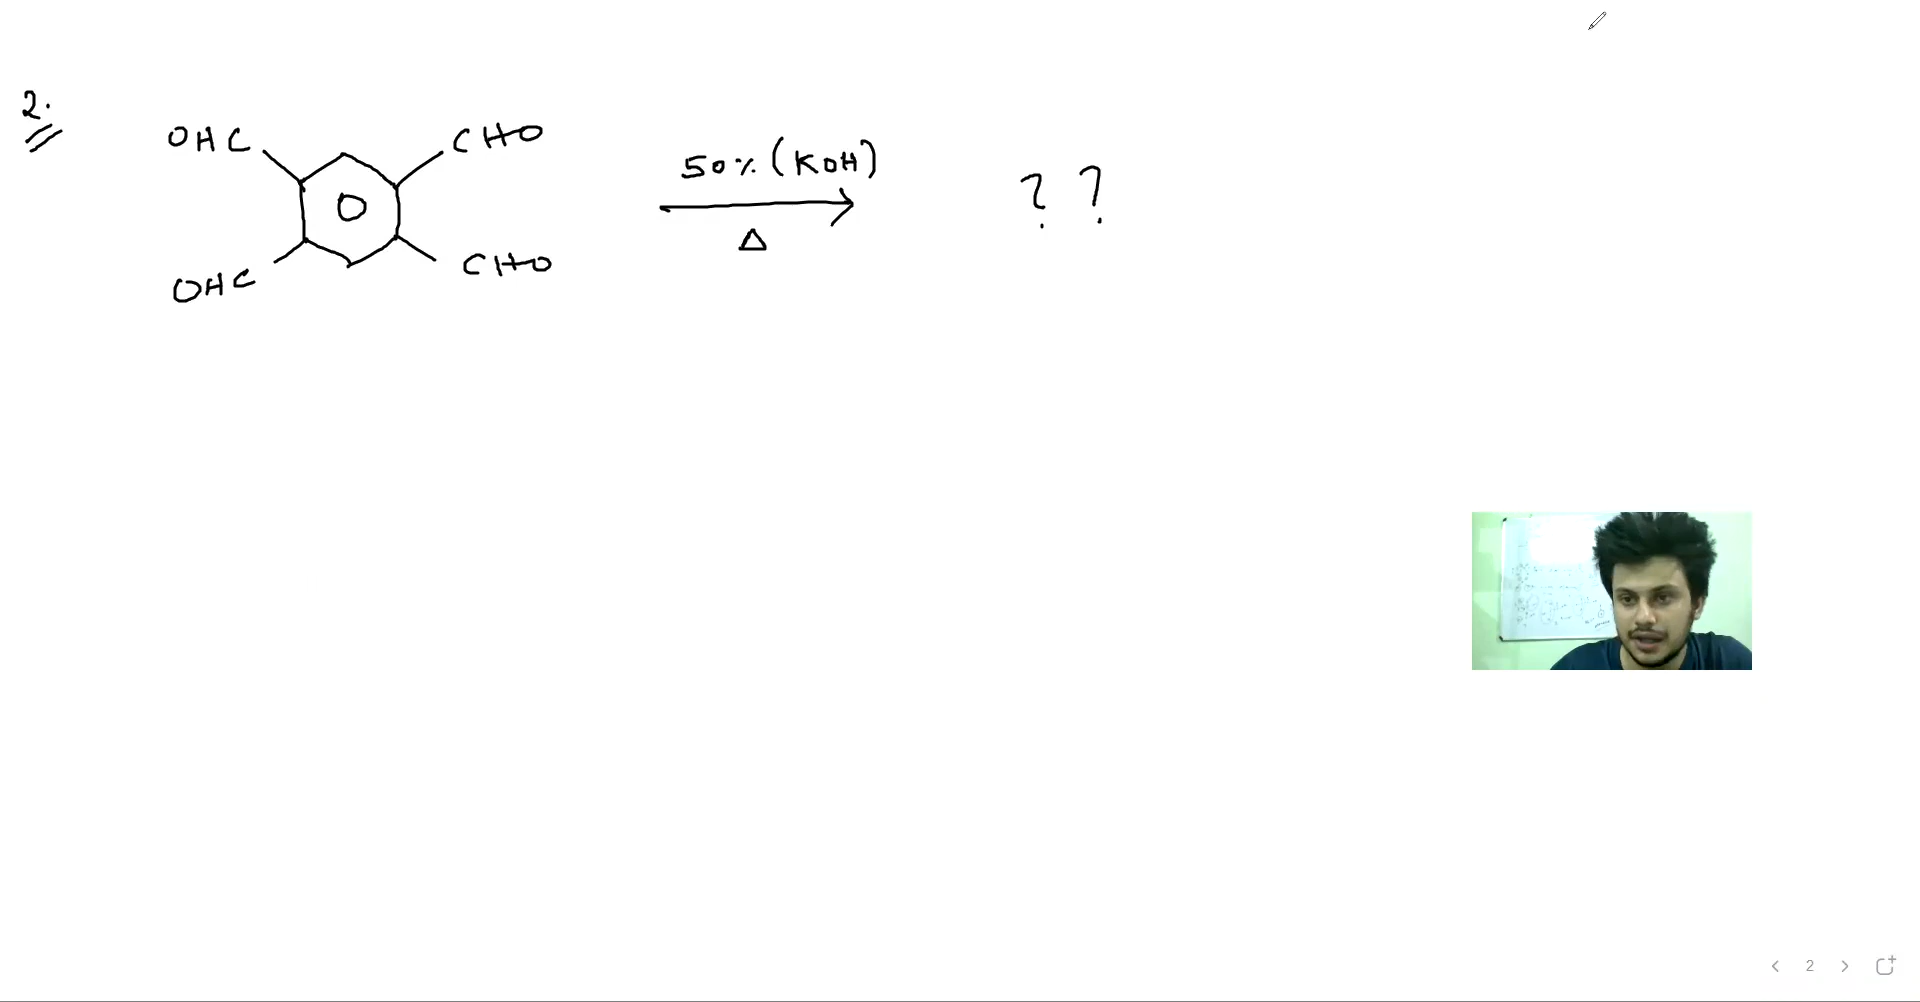 2.
OHC CHO
50% (KOH)
Δ
? ?
O
OHC CHO
2